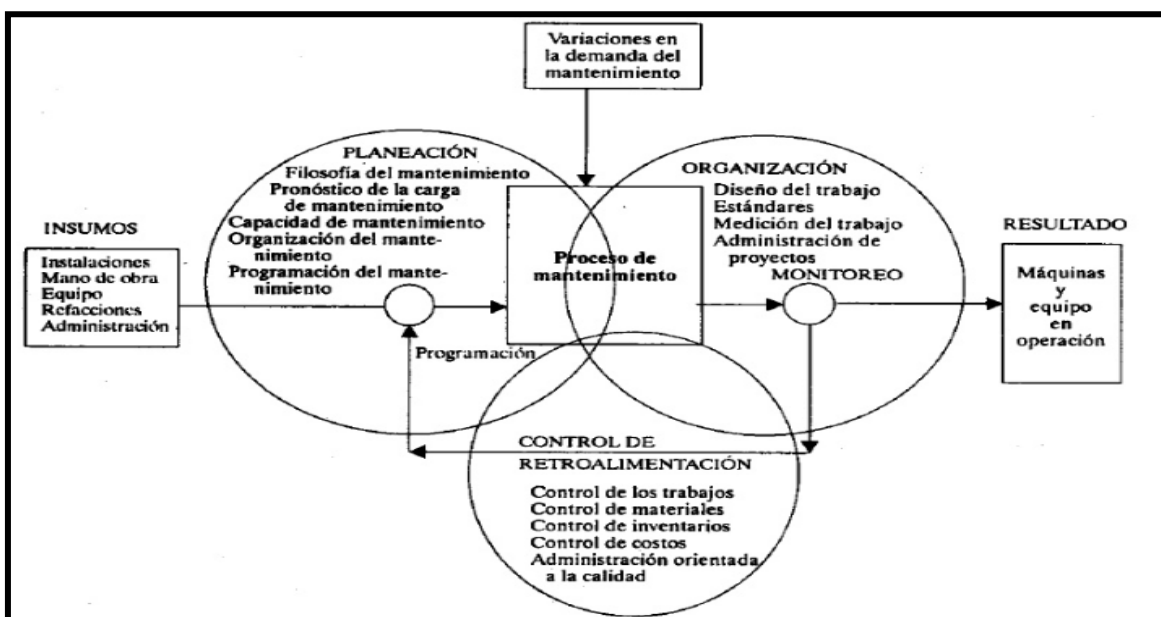 Variaciones en
la demanda del
mantenimiento
PLANEACIÓN
Filosofía del mantenimiento
Pronóstico de la carga
de mantenimiento
Capacidad de mantenimiento
Organización del mante-
nimiento
Programación del mante-
nimiento
ORGANIZACIÓN
Diseño del trabajo
Estándares
Medición del trabajo
Administración de
proyectos
MONITOREO
INSUMOS
Instalaciones
Mano de obra
Equipo
Refacciones
Administración
Proceso de
mantenimiento
RESULTADO
Máquinas
y
equipo
en
operación
Programación
CONTROL DE
RETROALIMENTACIÓN
Control de los trabajos
Control de materiales
Control de inventarios
Control de costos
Administración orientada
a la calidad